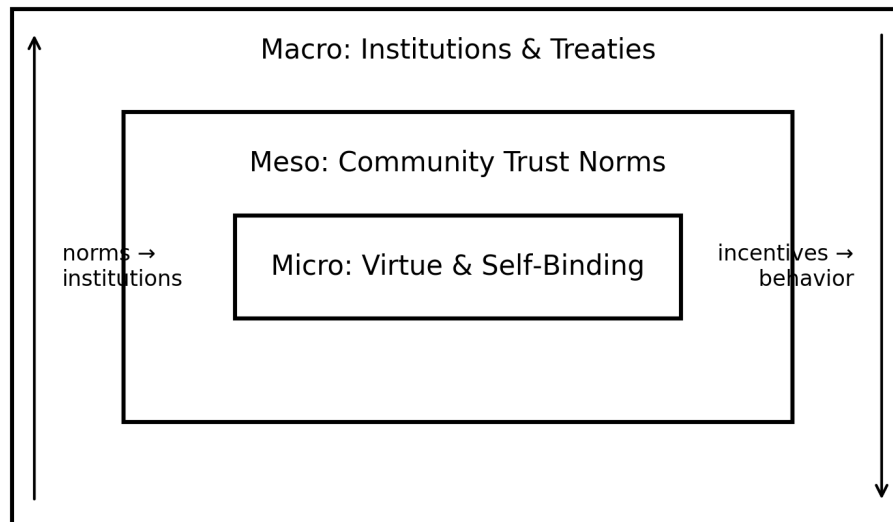 Macro: Institutions & Treaties
Meso: Community Trust Norms
norms →
institutions
Micro: Virtue & Self-Binding
incentives →
behavior